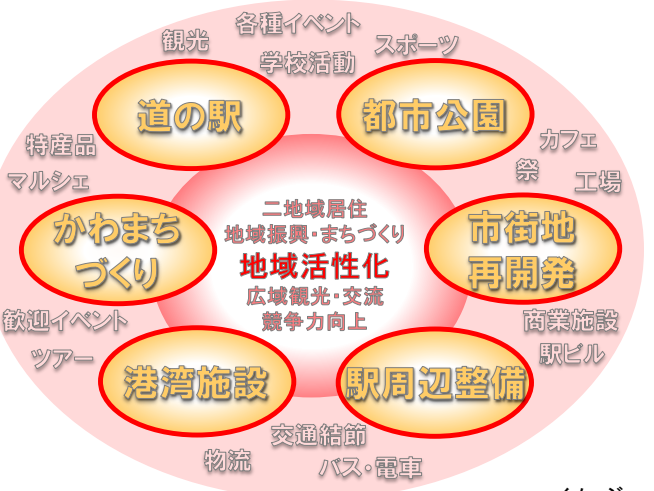 各種イベント
観光
スポーツ
学校活動
道の駅
都市公園
特産品
カフェ
マルシェ
祭
工場
二地域居住
地域振興・まちづくり
地域活性化
広域観光・交流
競争力向上
かわまち
づくり
市街地
再開発
歓迎イベント
商業施設
ツアー
駅ビル
港湾施設
駅周辺整備
交通結節
物流
バス・電車